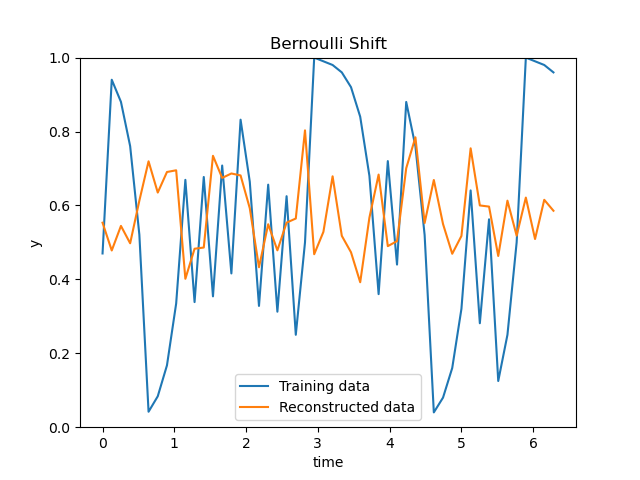 Bernoulli Shift
1.0
0.8
0.6
0.4
0.2
0.0
y
Training data
Reconstructed data
0 1 2 3 4 5 6
time